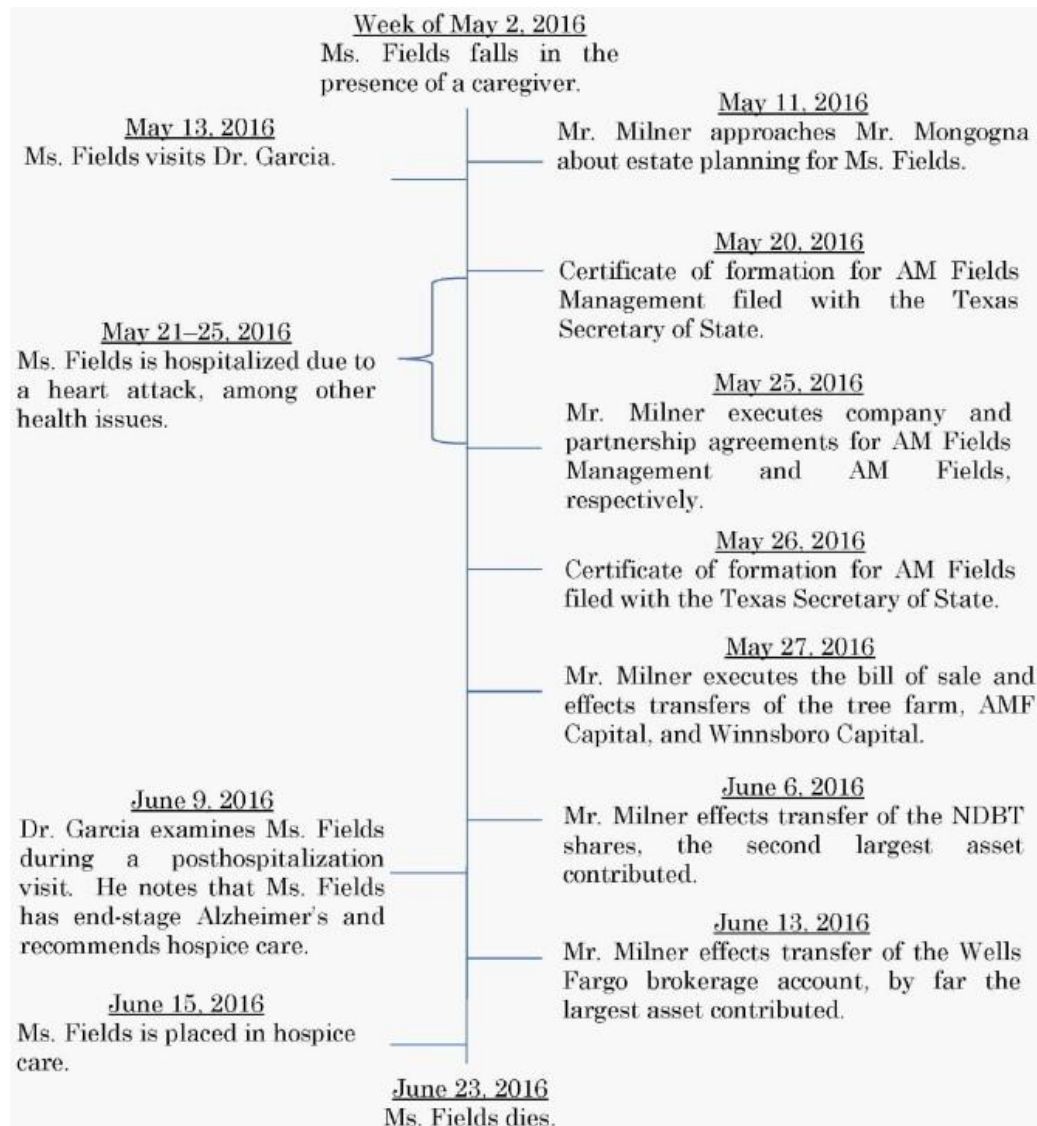 Week of May 2, 2016
Ms. Fields falls in the
presence of a caregiver.
May 11, 2016
Mr. Milner approaches Mr. Mongogna
about estate planning for Ms. Fields.
May 13, 2016
Ms. Fields visits Dr. Garcia.
May 20, 2016
Certificate of formation for AM Fields
Management filed with the Texas
Secretary of State.
May 21–25, 2016
Ms. Fields is hospitalized due to
a heart attack, among other
health issues.
May 25, 2016
Mr. Milner executes company and
partnership agreements for AM Fields
Management and AM Fields,
respectively.
May 26, 2016
Certificate of formation for AM Fields
filed with the Texas Secretary of State.
May 27, 2016
Mr. Milner executes the bill of sale and
effects transfers of the tree farm, AMF
Capital, and Winnsboro Capital.
June 6, 2016
Mr. Milner effects transfer of the NDBT
shares, the second largest asset
contributed.
June 9, 2016
Dr. Garcia examines Ms. Fields
during a posthospitalization
visit. He notes that Ms. Fields
has end-stage Alzheimer's and
recommends hospice care.
June 13, 2016
Mr. Milner effects transfer of the Wells
Fargo brokerage account, by far the
largest asset contributed.
June 15, 2016
Ms. Fields is placed in hospice
care.
June 23, 2016
Ms. Fields dies.